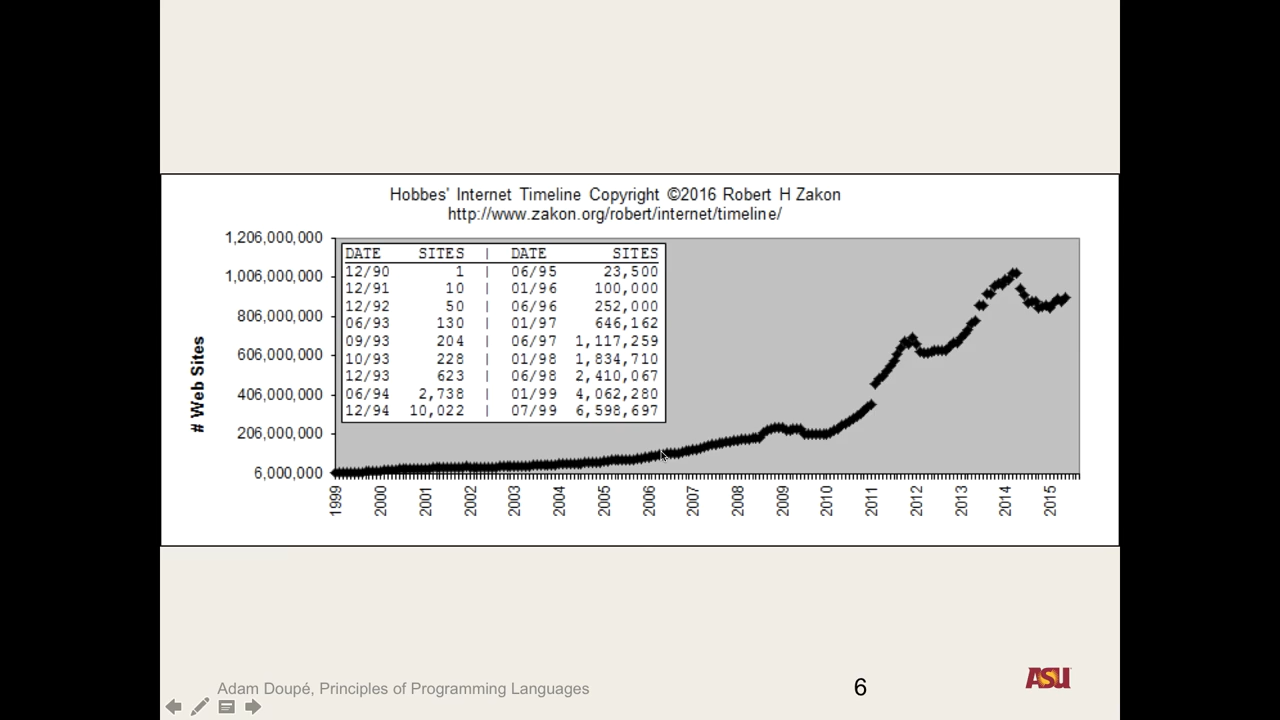 Hobbes' Internet Timeline Copyright ©2016 Robert H Zakon
http://www.zakon.org/robert/internet/timeline/
1,206,000,000
1,006,000,000
806,000,000
606,000,000
406,000,000
206,000,000
6,000,000
# Web Sites
DATE SITES | DATE SITES
12/90 1 | 06/95 23,500
12/91 10 | 01/96 100,000
12/92 50 | 06/96 252,000
06/93 130 | 01/97 646,162
09/93 204 | 06/97 1,117,259
10/93 228 | 01/98 1,834,710
12/93 623 | 06/98 2,410,067
06/94 2,738 | 01/99 4,062,280
12/94 10,022 | 07/99 6,598,697
1999 2000 2001 2002 2003 2004 2005 2006 2007 2008 2009 2010 2011 2012 2013 2014 2015
Adam Doupé, Principles of Programming Languages
6
ASU